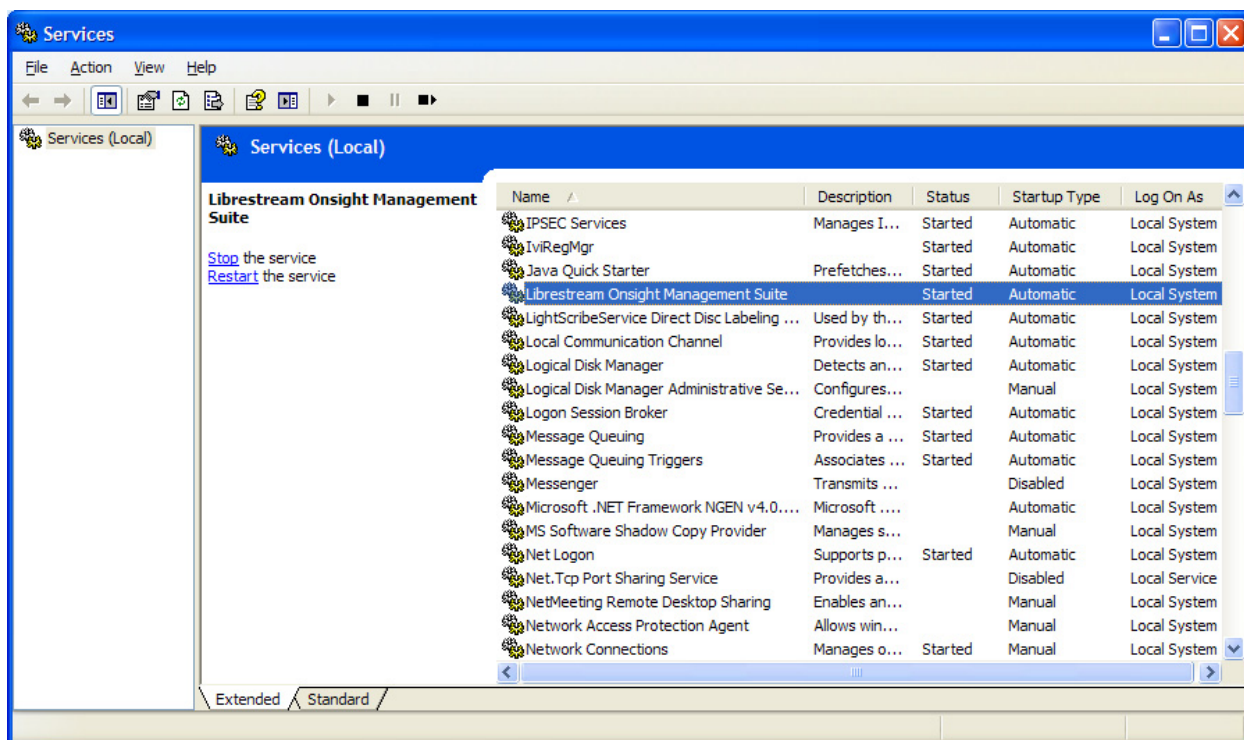 Services
File Action View Help
Services (Local)
Services (Local)
Librestream Onsight Management
Suite
Stop the service
Restart the service
Name Description Status Startup Type Log On As
IPSEC Services Manages I... Started Automatic Local System
IviRegMgr Started Automatic Local System
Java Quick Starter Prefetches... Started Automatic Local System
Librestream Onsight Management Suite Started Automatic Local System
LightScribeService Direct Disc Labeling ... Used by th... Started Automatic Local System
Local Communication Channel Provides lo... Started Automatic Local System
Logical Disk Manager Detects an... Started Automatic Local System
Logical Disk Manager Administrative Se... Configures... Manual Local System
Logon Session Broker Credential ... Started Automatic Local System
Message Queuing Provides a ... Started Automatic Local System
Message Queuing Triggers Associates ... Started Automatic Local System
Messenger Transmits ... Disabled Local System
Microsoft .NET Framework NGEN v4.0.... Microsoft .... Automatic Local System
MS Software Shadow Copy Provider Manages s... Manual Local System
Net Logon Supports p... Started Automatic Local System
Net.Tcp Port Sharing Service Provides a... Disabled Local Service
NetMeeting Remote Desktop Sharing Enables an... Manual Local System
Network Access Protection Agent Allows win... Manual Local System
Network Connections Manages o... Started Manual Local System
Extended Standard